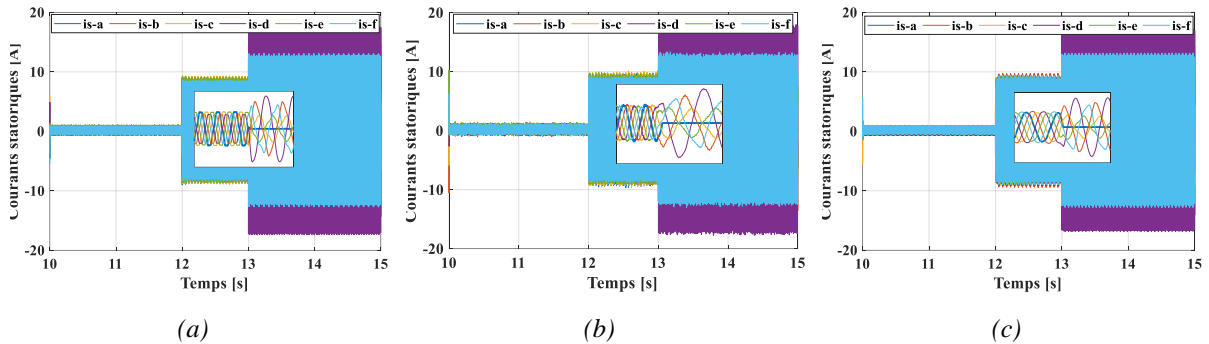 is-a is-b is-c is-d is-e is-f
Courants statoriques [A]
20
10
0
-10
-20
10 11 12 13 14 15
Temps [s]
(a)
is-a is-b is-c is-d is-e is-f
Courants statoriques [A]
20
10
0
-10
-20
10 11 12 13 14 15
Temps [s]
(b)
is-a is-b is-c is-d is-e is-f
Courants statoriques [A]
20
10
0
-10
-20
10 11 12 13 14 15
Temps [s]
(c)